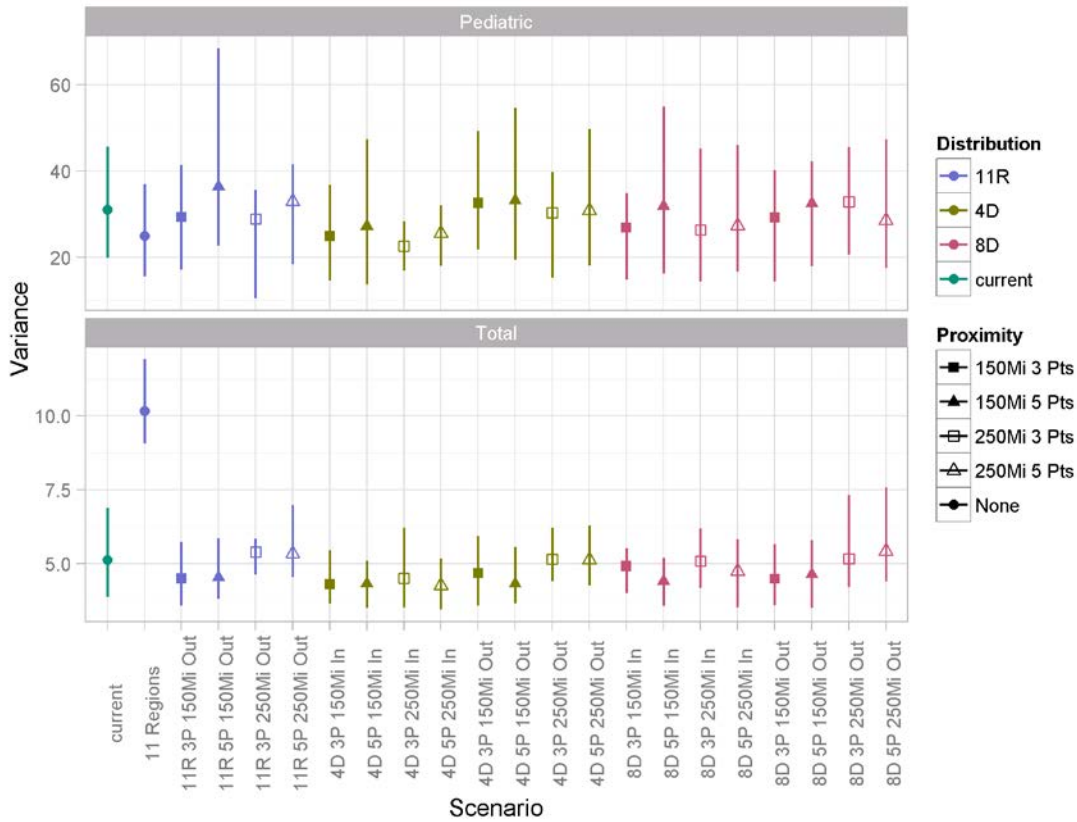 Pediatric
60
40
20
Total
10.0
7.5
5.0
Variance
current
11 Regions
11R 3P 150Mi Out
11R 5P 150Mi Out
11R 3P 250Mi Out
11R 5P 250Mi Out
4D 3P 150Mi In
4D 5P 150Mi In
4D 3P 250Mi In
4D 5P 250Mi In
4D 3P 150Mi Out
4D 5P 150Mi Out
4D 3P 250Mi Out
4D 5P 250Mi Out
8D 3P 150Mi In
8D 5P 150Mi In
8D 3P 250Mi In
8D 5P 250Mi In
8D 3P 150Mi Out
8D 5P 150Mi Out
8D 3P 250Mi Out
8D 5P 250Mi Out
Scenario
Distribution
11R
4D
8D
current
Proximity
150Mi 3 Pts
150Mi 5 Pts
250Mi 3 Pts
250Mi 5 Pts
None